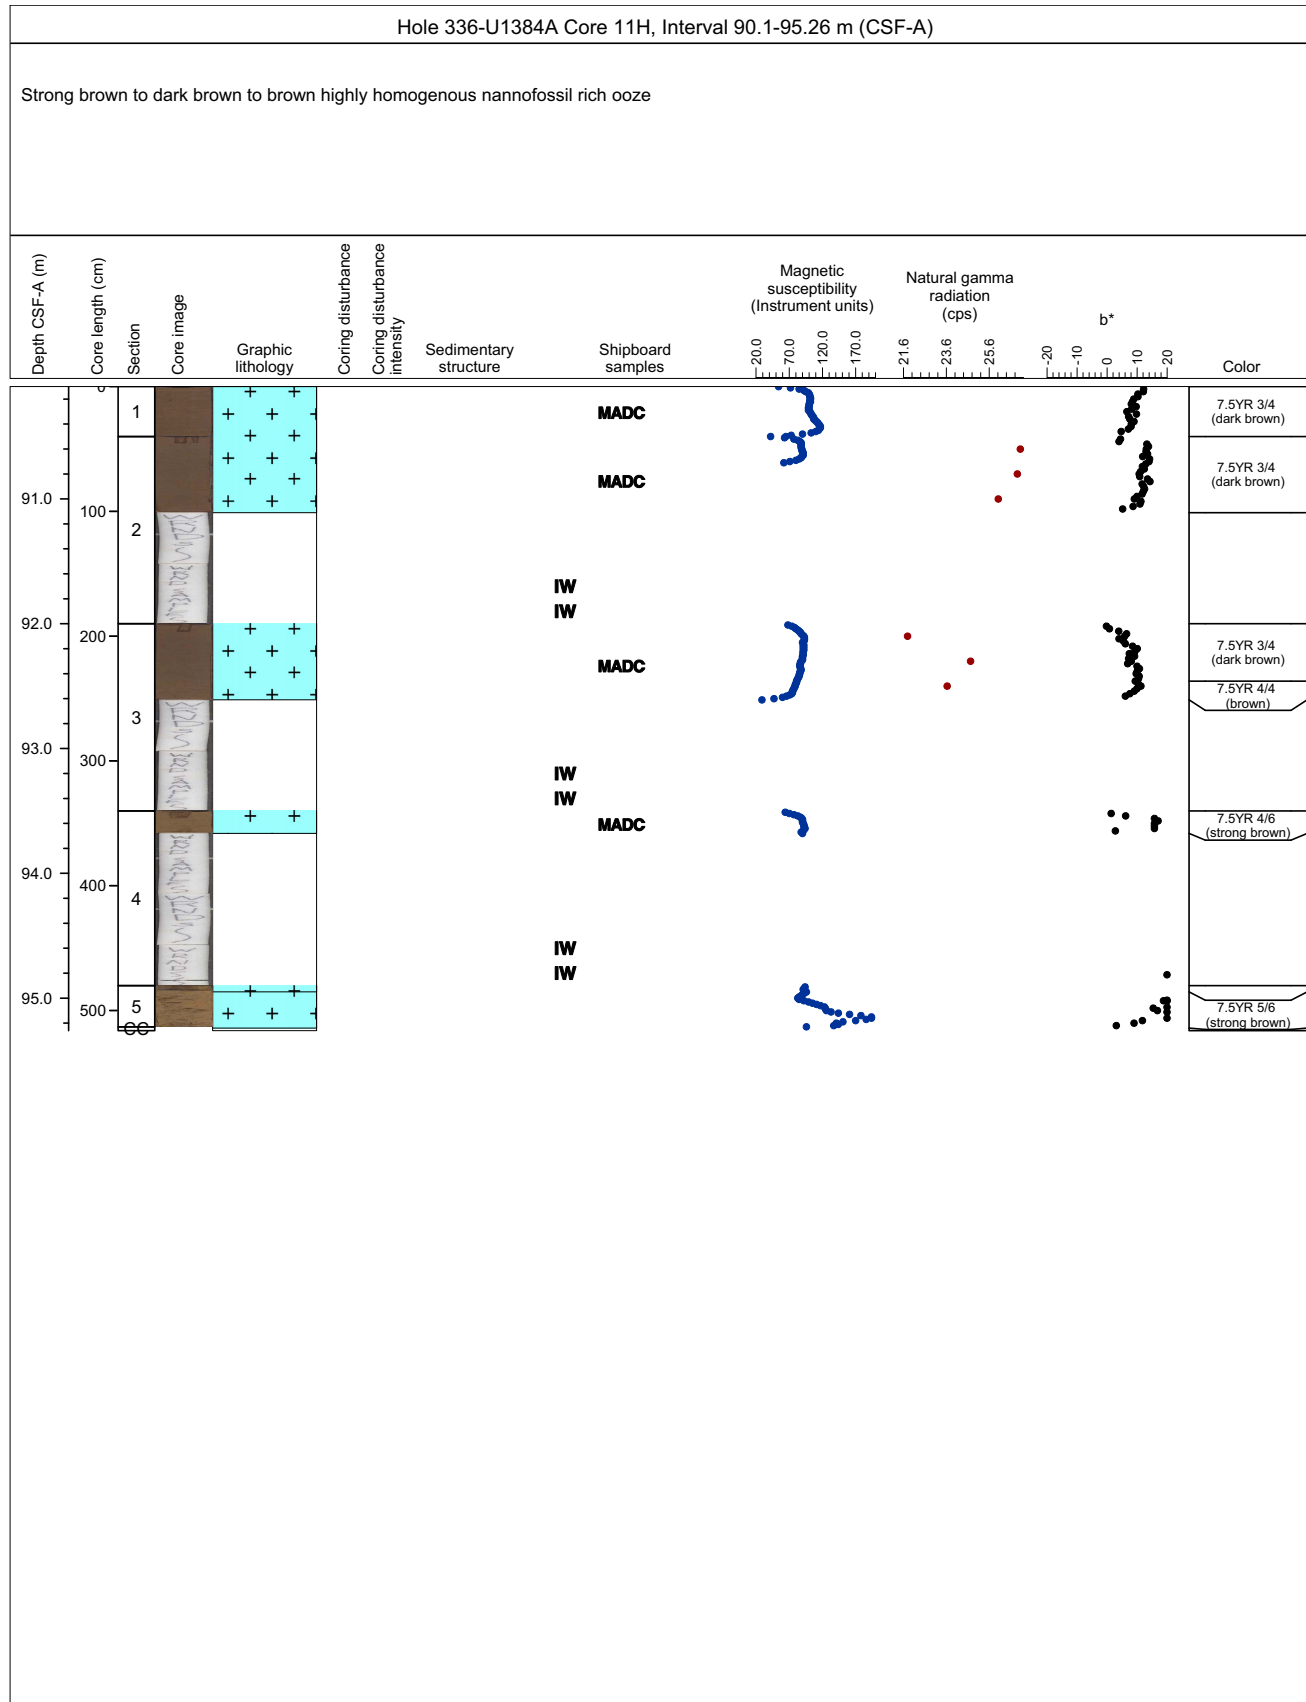 Hole 336-U1384A Core 11H, Interval 90.1-95.26 m (CSF-A)
Strong brown to dark brown to brown highly homogenous nannofossil rich ooze
Depth CSF-A (m)
Core length (cm)
Section
Core image
Graphic
lithology
Coring disturbance
Coring disturbance
intensity
Sedimentary
structure
Shipboard
samples
Magnetic
susceptibility
(Instrument units)
20.0
70.0
120.0
170.0
Natural gamma
radiation
(cps)
21.6
23.6
25.6
b*
-20
-10
0
10
20
Color
0
1
MADC
7.5YR 3/4
(dark brown)
MADC
7.5YR 3/4
(dark brown)
91.0
100
2
IW
IW
92.0
200
MADC
7.5YR 3/4
(dark brown)
7.5YR 4/4
(brown)
3
93.0
300
IW
IW
MADC
7.5YR 4/6
(strong brown)
94.0
400
4
IW
IW
95.0
500
5
7.5YR 5/6
(strong brown)
CC